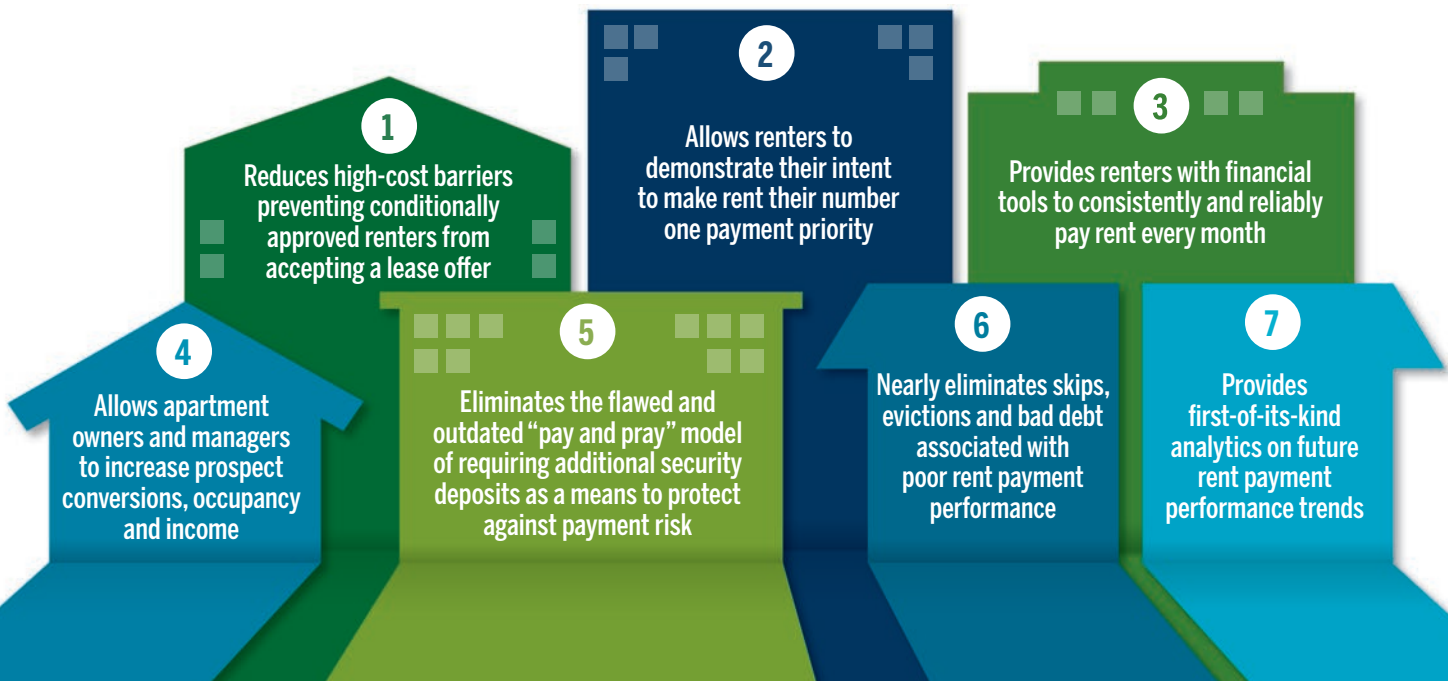 1
Reduces high-cost barriers
preventing conditionally
approved renters from
accepting a lease offer
2
Allows renters to
demonstrate their intent
to make rent their number
one payment priority
3
Provides renters with financial
tools to consistently and reliably
pay rent every month
4
Allows apartment
owners and managers
to increase prospect
conversions, occupancy
and income
5
Eliminates the flawed and
outdated “pay and pray” model
of requiring additional security
deposits as a means to protect
against payment risk
6
Nearly eliminates skips,
evictions and bad debt
associated with
poor rent payment
performance
7
Provides
first-of-its-kind
analytics on future
rent payment
performance trends